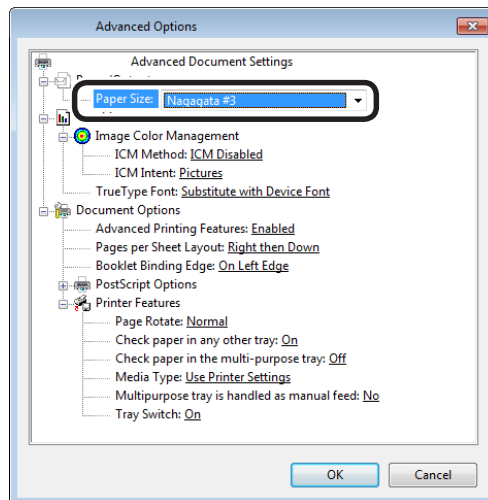 Advanced Options
Advanced Document Settings
Paper Size: Nagagata #3
Image Color Management
ICM Method: ICM Disabled
ICM Intent: Pictures
TrueType Font: Substitute with Device Font
Document Options
Advanced Printing Features: Enabled
Pages per Sheet Layout: Right then Down
Booklet Binding Edge: On Left Edge
PostScript Options
Printer Features
Page Rotate: Normal
Check paper in any other tray: On
Check paper in the multi-purpose tray: Off
Media Type: Use Printer Settings
Multipurpose tray is handled as manual feed: No
Tray Switch: On
OK Cancel